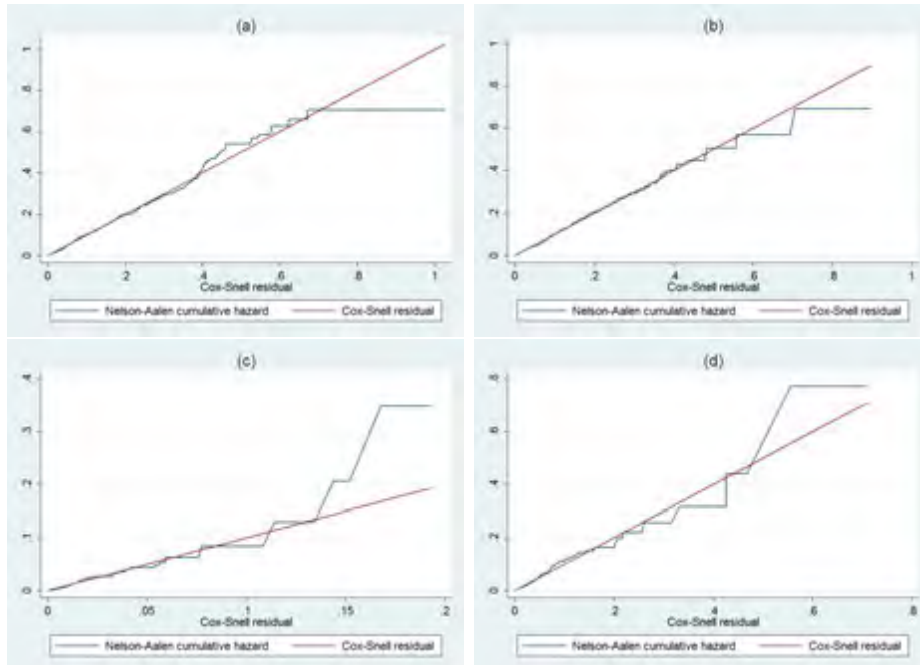 (a)
1
.8
.6
.4
.2
0
0 .2 .4 .6 .8 1
Cox-Snell residual
Nelson-Aalen cumulative hazard Cox-Snell residual
(b)
1
.8
.6
.4
.2
0
0 .2 .4 .6 .8 1
Cox-Snell residual
Nelson-Aalen cumulative hazard Cox-Snell residual
(c)
.4
.3
.2
.1
0
0 .05 .1 .15 .2
Cox-Snell residual
Nelson-Aalen cumulative hazard Cox-Snell residual
(d)
.8
.6
.4
.2
0
0 .2 .4 .6 .8
Cox-Snell residual
Nelson-Aalen cumulative hazard Cox-Snell residual